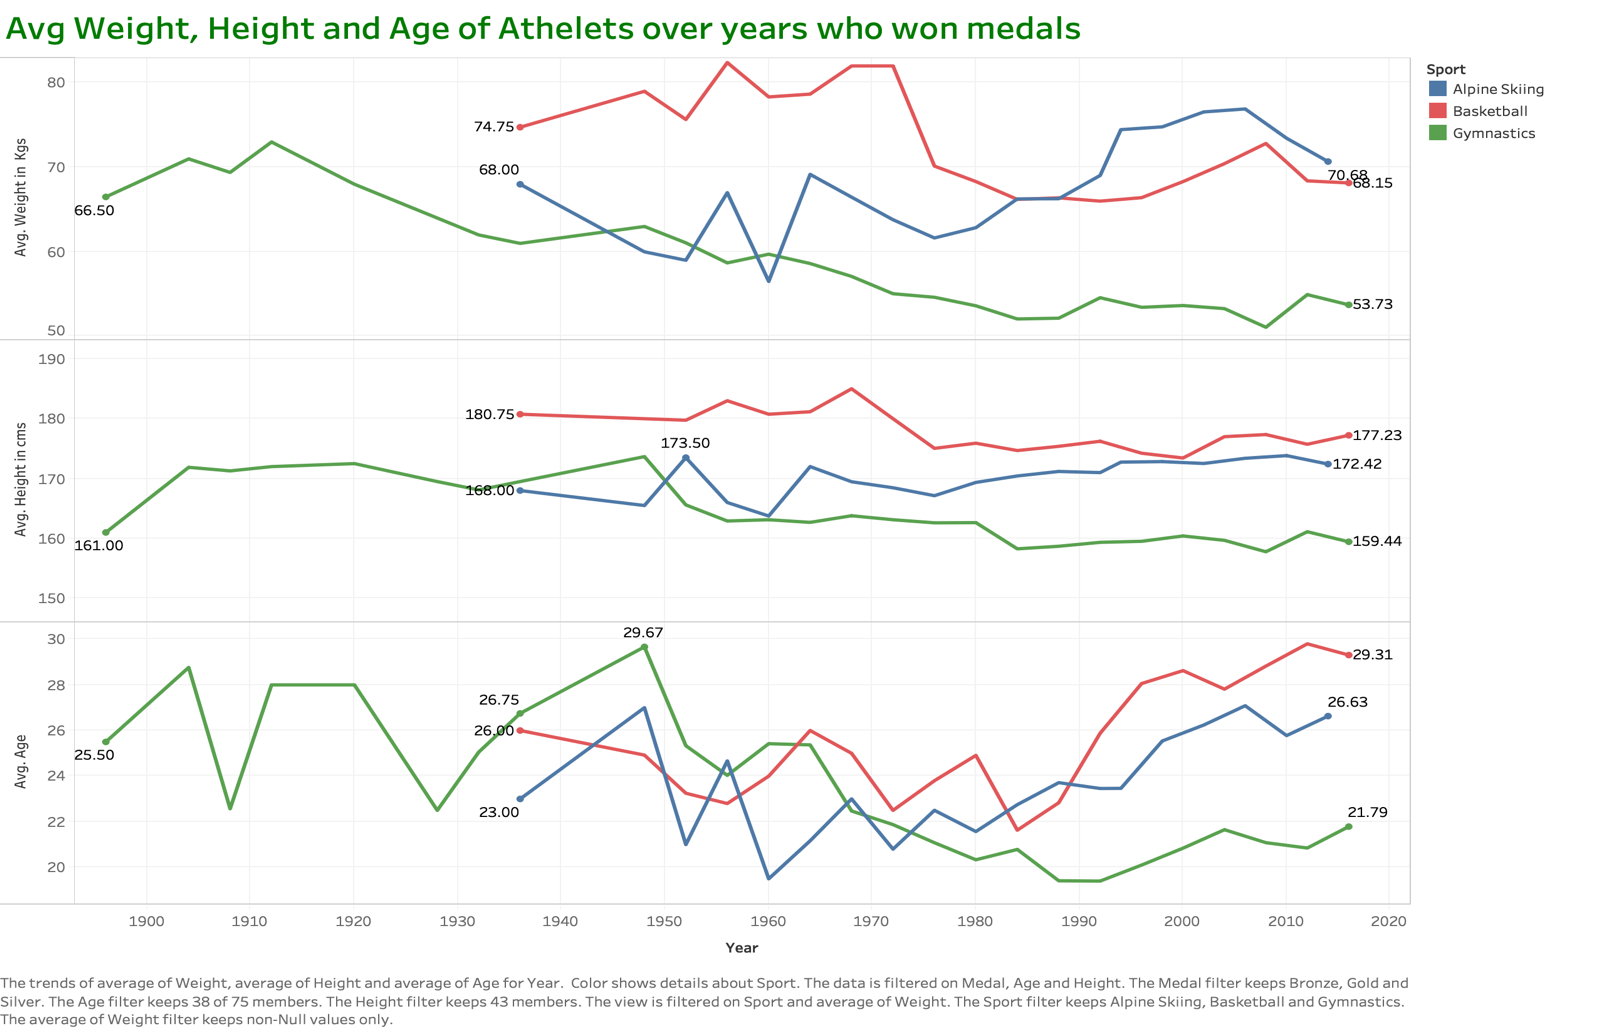 Avg Weight, Height and Age of Athelets over years who won medals
Sport
Alpine Skiing
Basketball
Gymnastics
Avg. Weight in Kgs
80
70
60
50
74.75
68.00
66.50
70.68
68.15
53.73
Avg. Height in cms
190
180
170
160
150
180.75
173.50
168.00
161.00
177.23
172.42
159.44
Avg. Age
30
28
26
24
22
20
29.67
26.75
26.00
25.50
23.00
29.31
26.63
21.79
1900 1910 1920 1930 1940 1950 1960 1970 1980 1990 2000 2010 2020
Year
The trends of average of Weight, average of Height and average of Age for Year.  Color shows details about Sport. The data is filtered on Medal, Age and Height. The Medal filter keeps Bronze, Gold and
Silver. The Age filter keeps 38 of 75 members. The Height filter keeps 43 members. The view is filtered on Sport and average of Weight. The Sport filter keeps Alpine Skiing, Basketball and Gymnastics.
The average of Weight filter keeps non-Null values only.